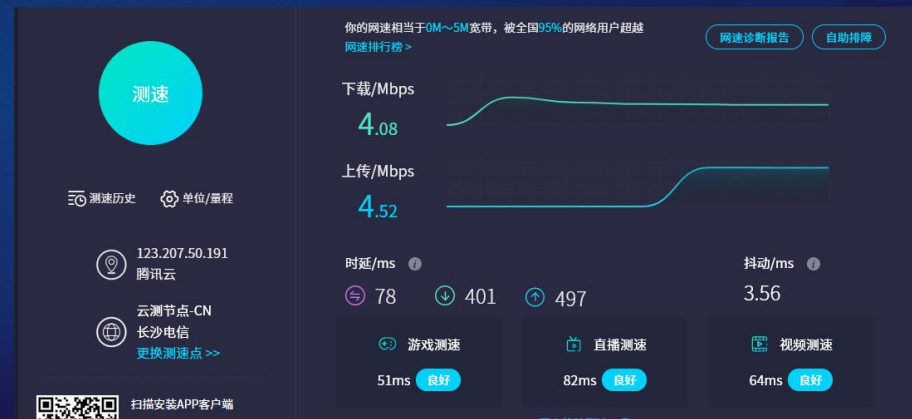 你的网速相当于0M～5M宽带，被全国95%的网络用户超越
网速排行榜 >
网速诊断报告
自助排障
测速
下载/Mbps
4.08
上传/Mbps
4.52
测速历史
单位/量程
123.207.50.191
腾讯云
云测节点-CN
长沙电信
更换测速点 >>
时延/ms
抖动/ms
78
401
497
3.56
游戏测速
51ms 良好
直播测速
82ms 良好
视频测速
64ms 良好
扫描安装APP客户端